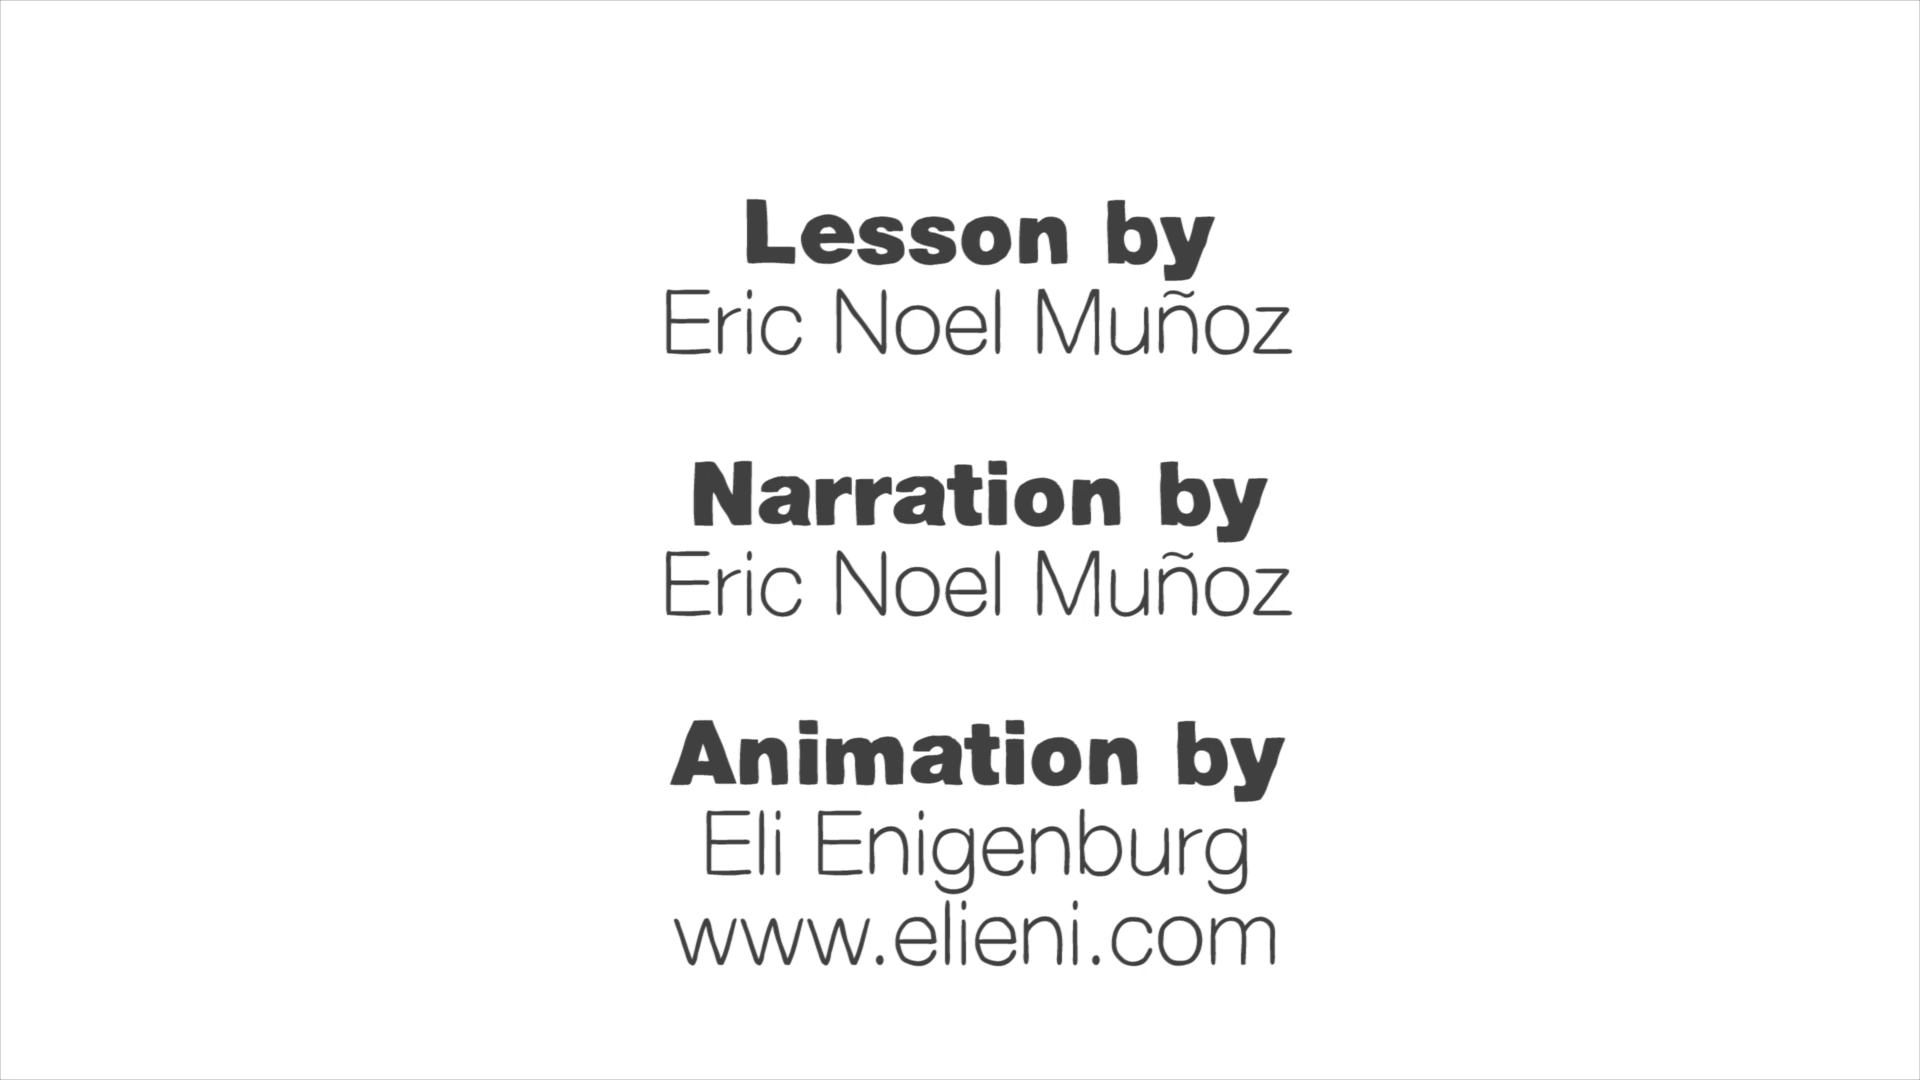 Lesson by
Eric Noel Muñoz
Narration by
Eric Noel Muñoz
Animation by
Eli Enigenburg
www.elieni.com